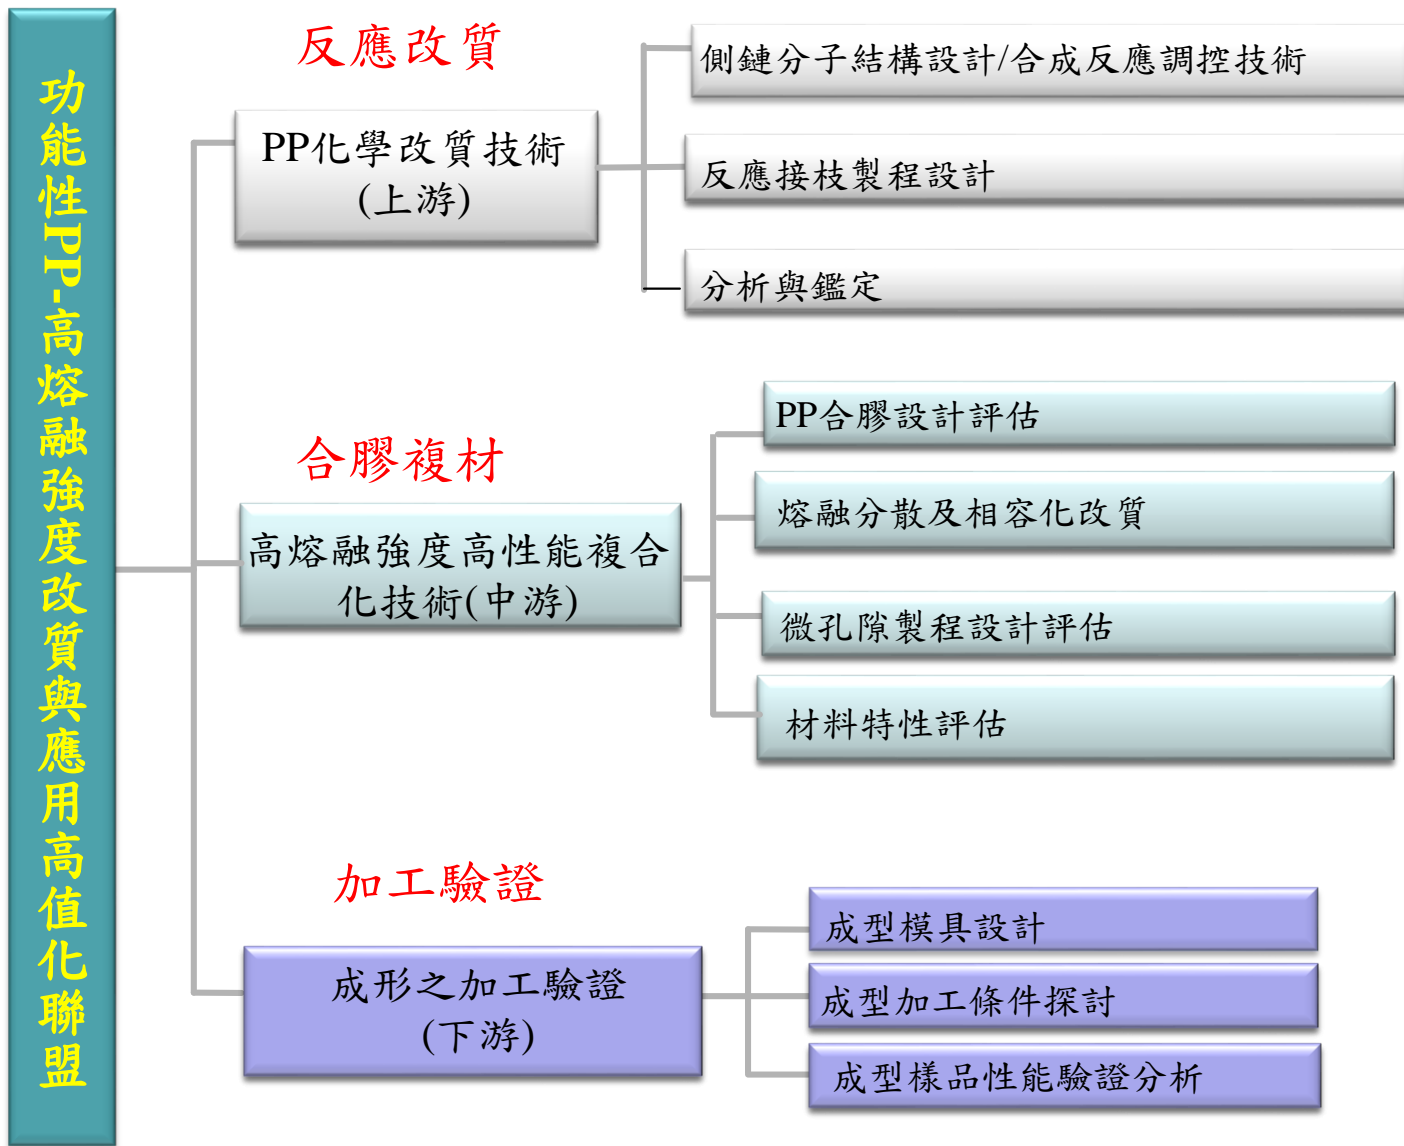 功能性PP-高熔融強度改質與應用高值化聯盟
反應改質
PP化學改質技術
(上游)
側鏈分子結構設計/合成反應調控技術
反應接枝製程設計
分析與鑑定
合膠複材
高熔融強度高性能複合
化技術(中游)
PP合膠設計評估
熔融分散及相容化改質
微孔隙製程設計評估
材料特性評估
加工驗證
成形之加工驗證
(下游)
成型模具設計
成型加工條件探討
成型樣品性能驗證分析